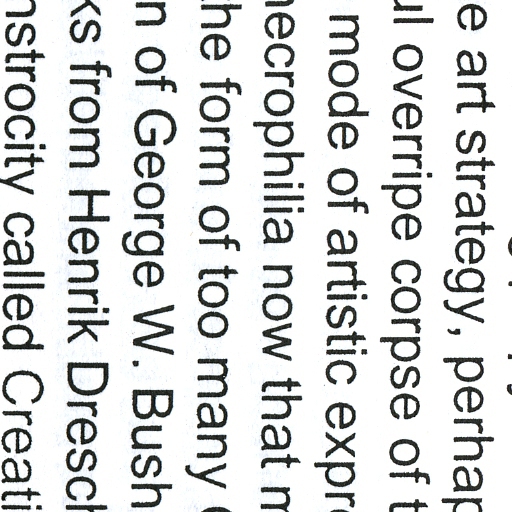 e art strategy, perhap
ul overripe corpse of t
mode of artistic expre
necrophilia now that m
he form of too many
n of George W. Bush
ks from Henrik Dresch
nstrocity called Creati